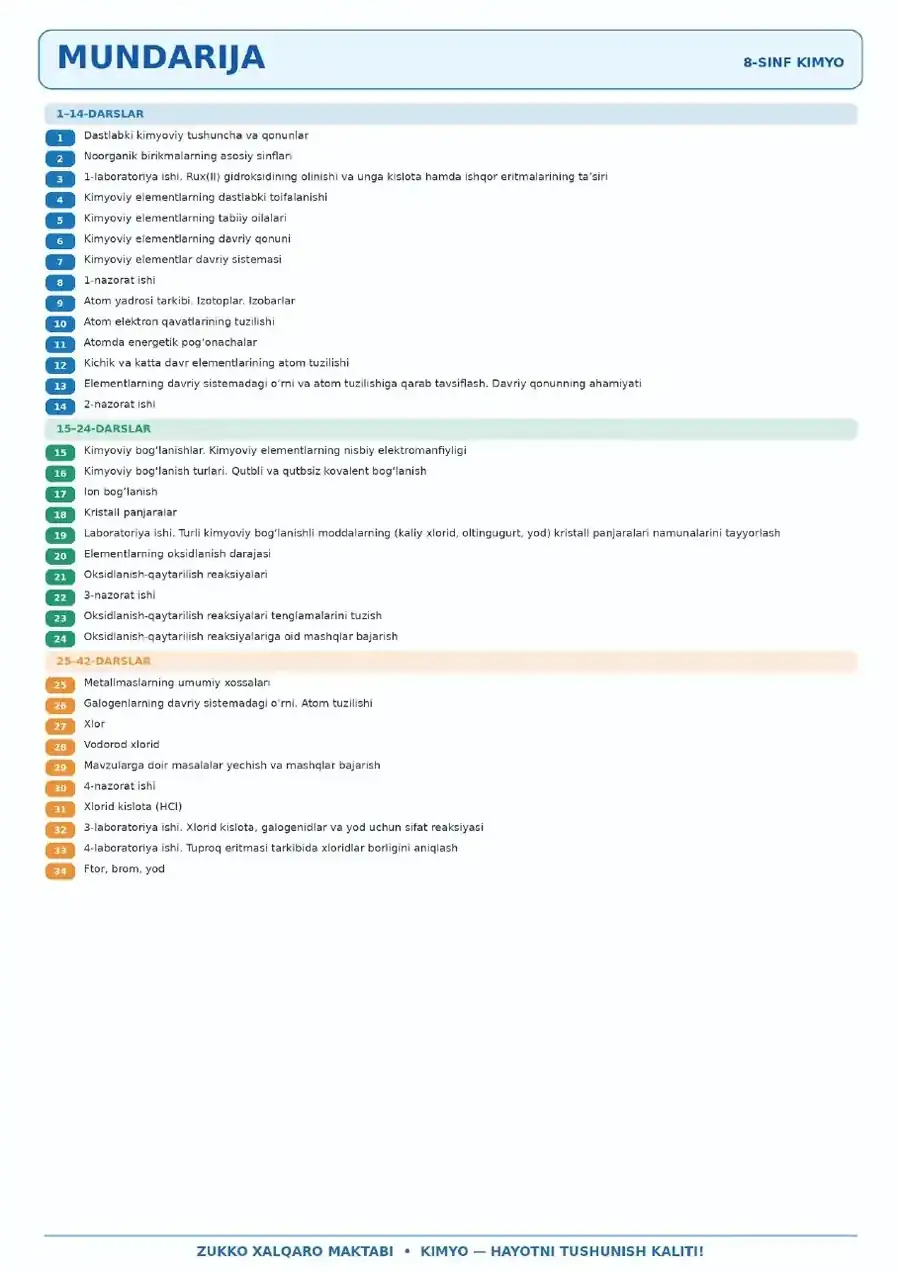 MUNDARIJA
8-SINF KIMYO
1–14-DARSLAR
1 Dastlabki kimyoviy tushuncha va qonunlar
2 Noorganik birikmalarning asosiy sinflari
3 1-laboratoriya ishi. Rux(II) gidroksidining olinishi va unga kislota hamda ishqor eritmalarining ta’siri
4 Kimyoviy elementlarning dastlabki toifalanishi
5 Kimyoviy elementlarning tabiiy oilalari
6 Kimyoviy elementlarning davriy qonuni
7 Kimyoviy elementlar davriy sistemasi
8 1-nazorat ishi
9 Atom yadrosi tarkibi. Izotoplar. Izobarlar
10 Atom elektron qavatlarining tuzilishi
11 Atomda energetik pog‘onachalar
12 Kichik va katta davr elementlarining atom tuzilishi
13 Elementlarning davriy sistemadagi o‘rni va atom tuzilishiga qarab tavsiflash. Davriy qonunning ahamiyati
14 2-nazorat ishi
15–24-DARSLAR
15 Kimyoviy bog‘lanishlar. Kimyoviy elementlarning nisbiy elektromanfiyligi
16 Kimyoviy bog‘lanish turlari. Qutbli va qutbsiz kovalent bog‘lanish
17 Ion bog‘lanish
18 Kristall panjaralar
19 Laboratoriya ishi. Turli kimyoviy bog‘lanishli moddalarning (kaliy xlorid, oltingugurt, yod) kristall panjaralari namunalarini tayyorlash
20 Elementlarning oksidlanish darajasi
21 Oksidlanish-qaytarilish reaksiyalari
22 3-nazorat ishi
23 Oksidlanish-qaytarilish reaksiyalari tenglamalarini tuzish
24 Oksidlanish-qaytarilish reaksiyalariga oid mashqlar bajarish
25–42-DARSLAR
25 Metallmaslarning umumiy xossalari
26 Galogenlarning davriy sistemadagi o‘rni. Atom tuzilishi
27 Xlor
28 Vodorod xlorid
29 Mavzularga doir masalalar yechish va mashqlar bajarish
30 4-nazorat ishi
31 Xlorid kislota (HCl)
32 3-laboratoriya ishi. Xlorid kislota, galogenidlar va yod uchun sifat reaksiyasi
33 4-laboratoriya ishi. Tuproq eritmasi tarkibida xloridlar borligini aniqlash
34 Ftor, brom, yod
ZUKKO XALQARO MAKTABI • KIMYO — HAYOTNI TUSHUNISH KALITI!